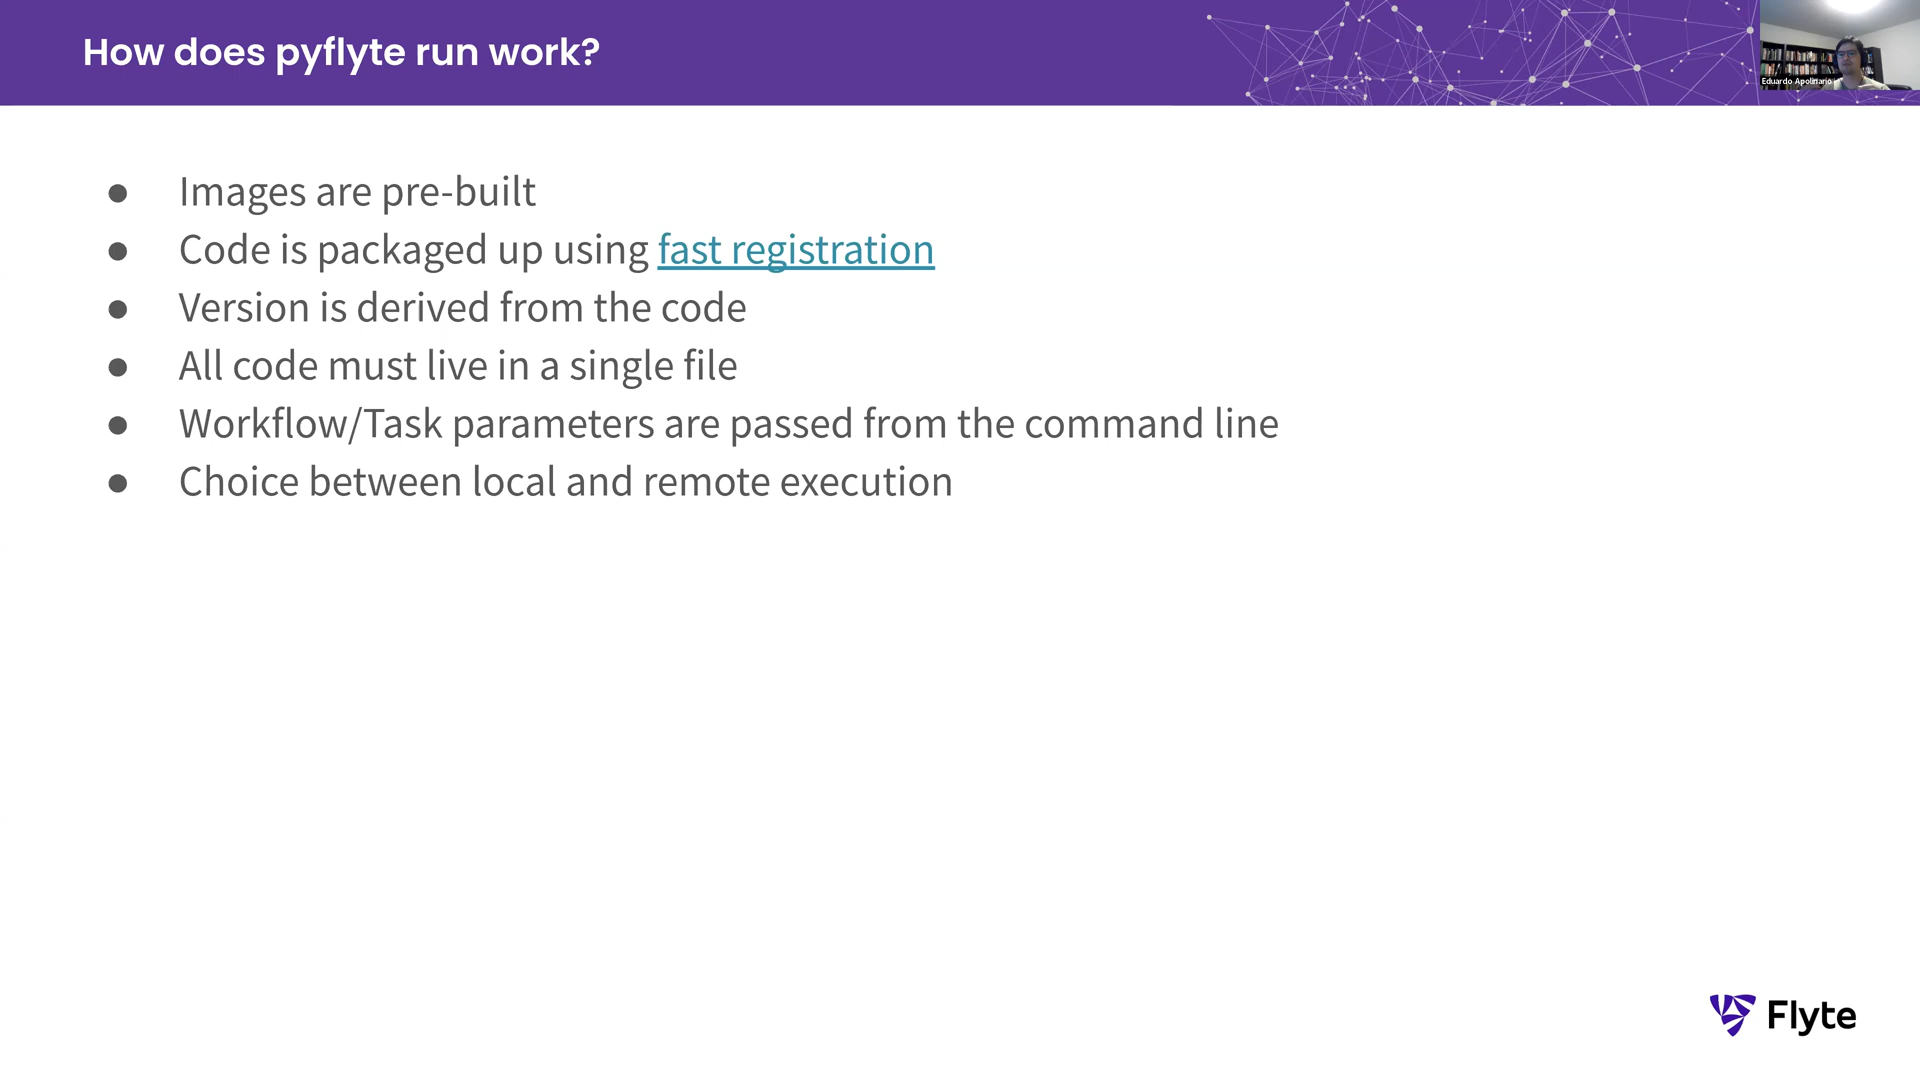 How does pyflyte run work?
Eduardo Apolinario
● Images are pre-built
● Code is packaged up using fast registration
● Version is derived from the code
● All code must live in a single file
● Workflow/Task parameters are passed from the command line
● Choice between local and remote execution
Flyte